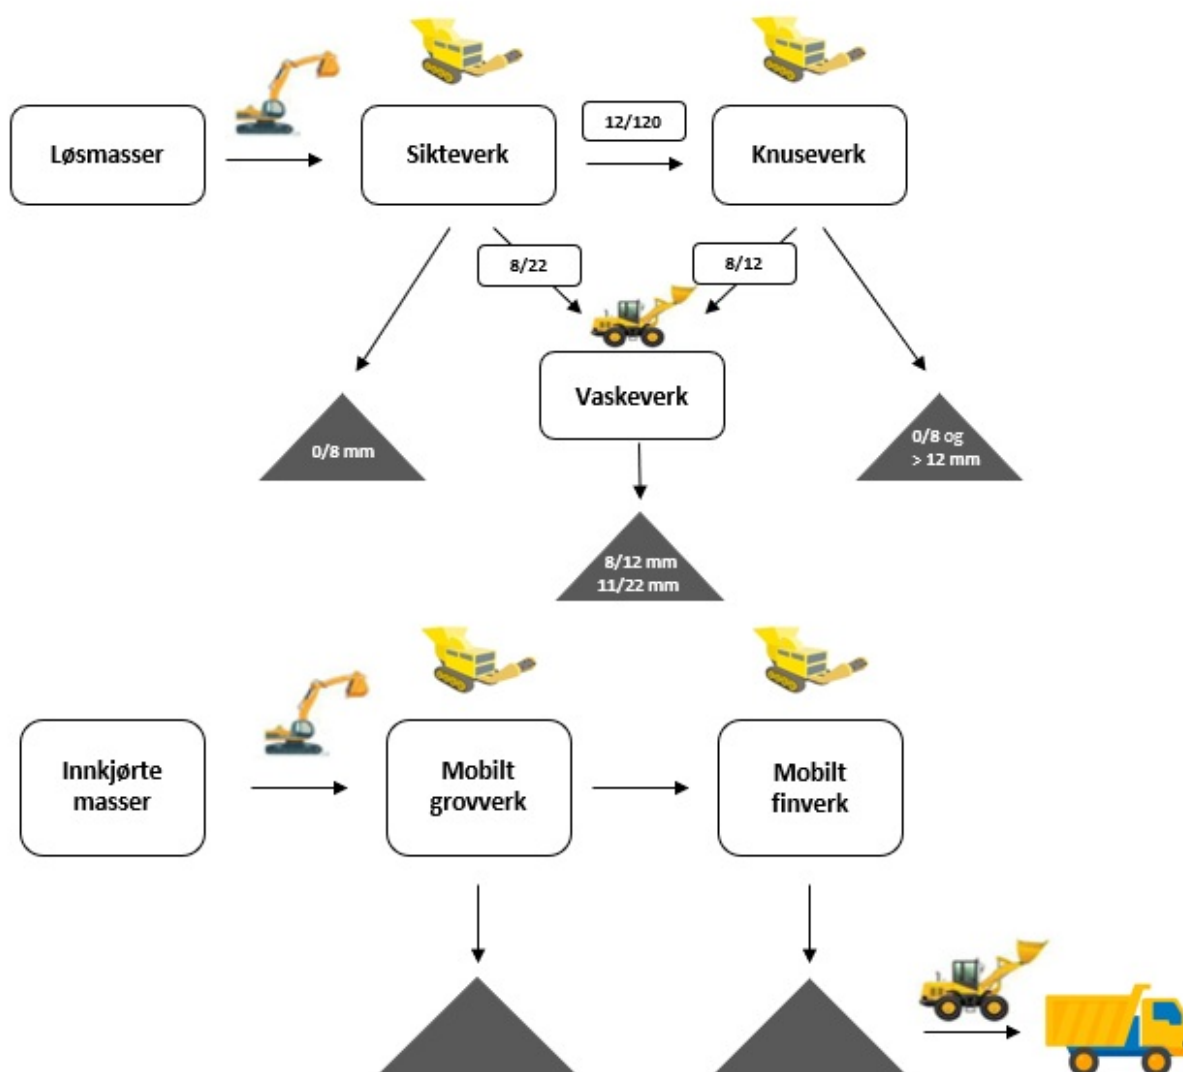 Løsmasser
Sikteverk
12/120
Knuseverk
8/22
8/12
Vaskeverk
0/8 mm
0/8 og
> 12 mm
8/12 mm
11/22 mm
Innkjørte
masser
Mobilt
grovverk
Mobilt
finverk